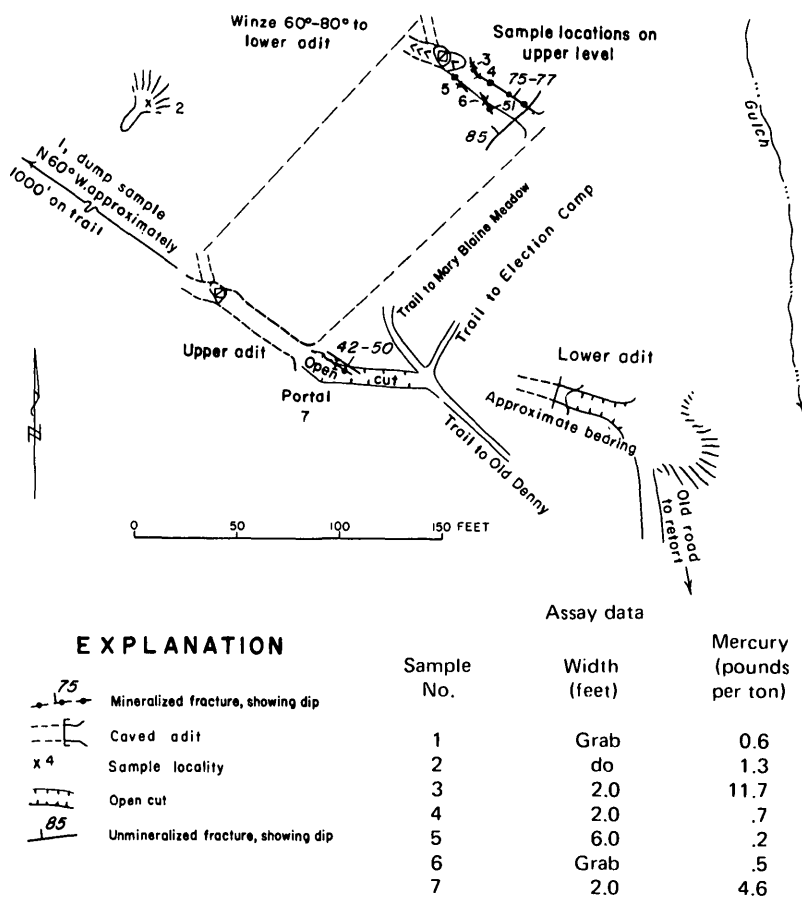 Winze 60°-80° to
lower adit
Sample locations on
upper level
3
4
75-77
5
6
51
85
2
Gulch
1, dump sample
N60°W. approximately
1000' on trail
Trail to Mary Blaine Meadow
Trail to Election Camp
Upper adit
42-50
Open
cut
Portal
7
Lower adit
Approximate bearing
Trail to Old Denny
Old road
to retort
N
0 50 100 150 FEET
EXPLANATION
75
Mineralized fracture, showing dip
Caved adit
x 4 Sample locality
Open cut
85
Unmineralized fracture, showing dip
Assay data
Sample No. Width (feet) Mercury (pounds per ton)
1 Grab 0.6
2 do 1.3
3 2.0 11.7
4 2.0 .7
5 6.0 .2
6 Grab .5
7 2.0 4.6